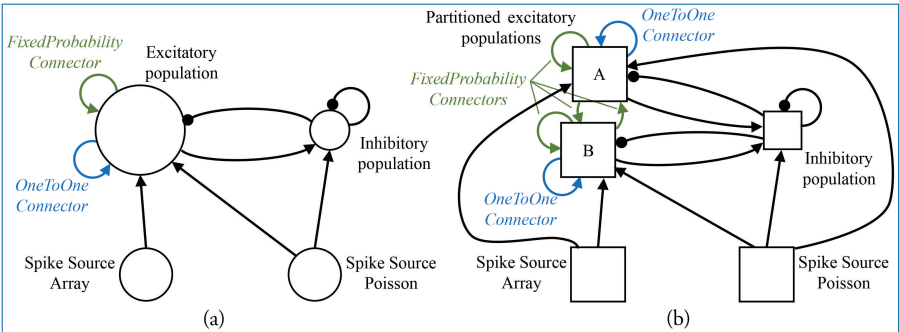 FixedProbability
Connector
Excitatory
population
OneToOne
Connector
Inhibitory
population
Spike Source
Array
Spike Source
Poisson
(a)
Partitioned excitatory
populations
OneToOne
Connector
FixedProbability
Connectors
A
B
OneToOne
Connector
Inhibitory
population
Spike Source
Array
Spike Source
Poisson
(b)